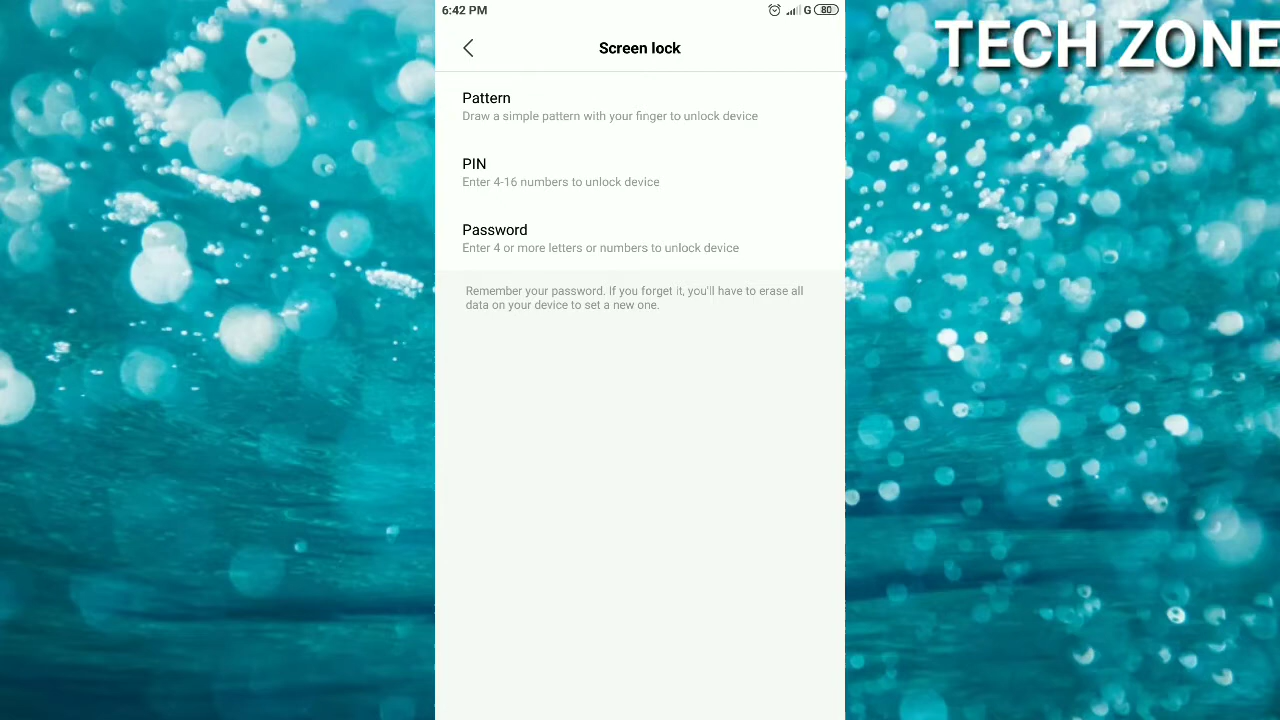 6:42 PM
G 80
TECH ZONE
Screen lock
Pattern
Draw a simple pattern with your finger to unlock device
PIN
Enter 4-16 numbers to unlock device
Password
Enter 4 or more letters or numbers to unlock device
Remember your password. If you forget it, you'll have to erase all
data on your device to set a new one.